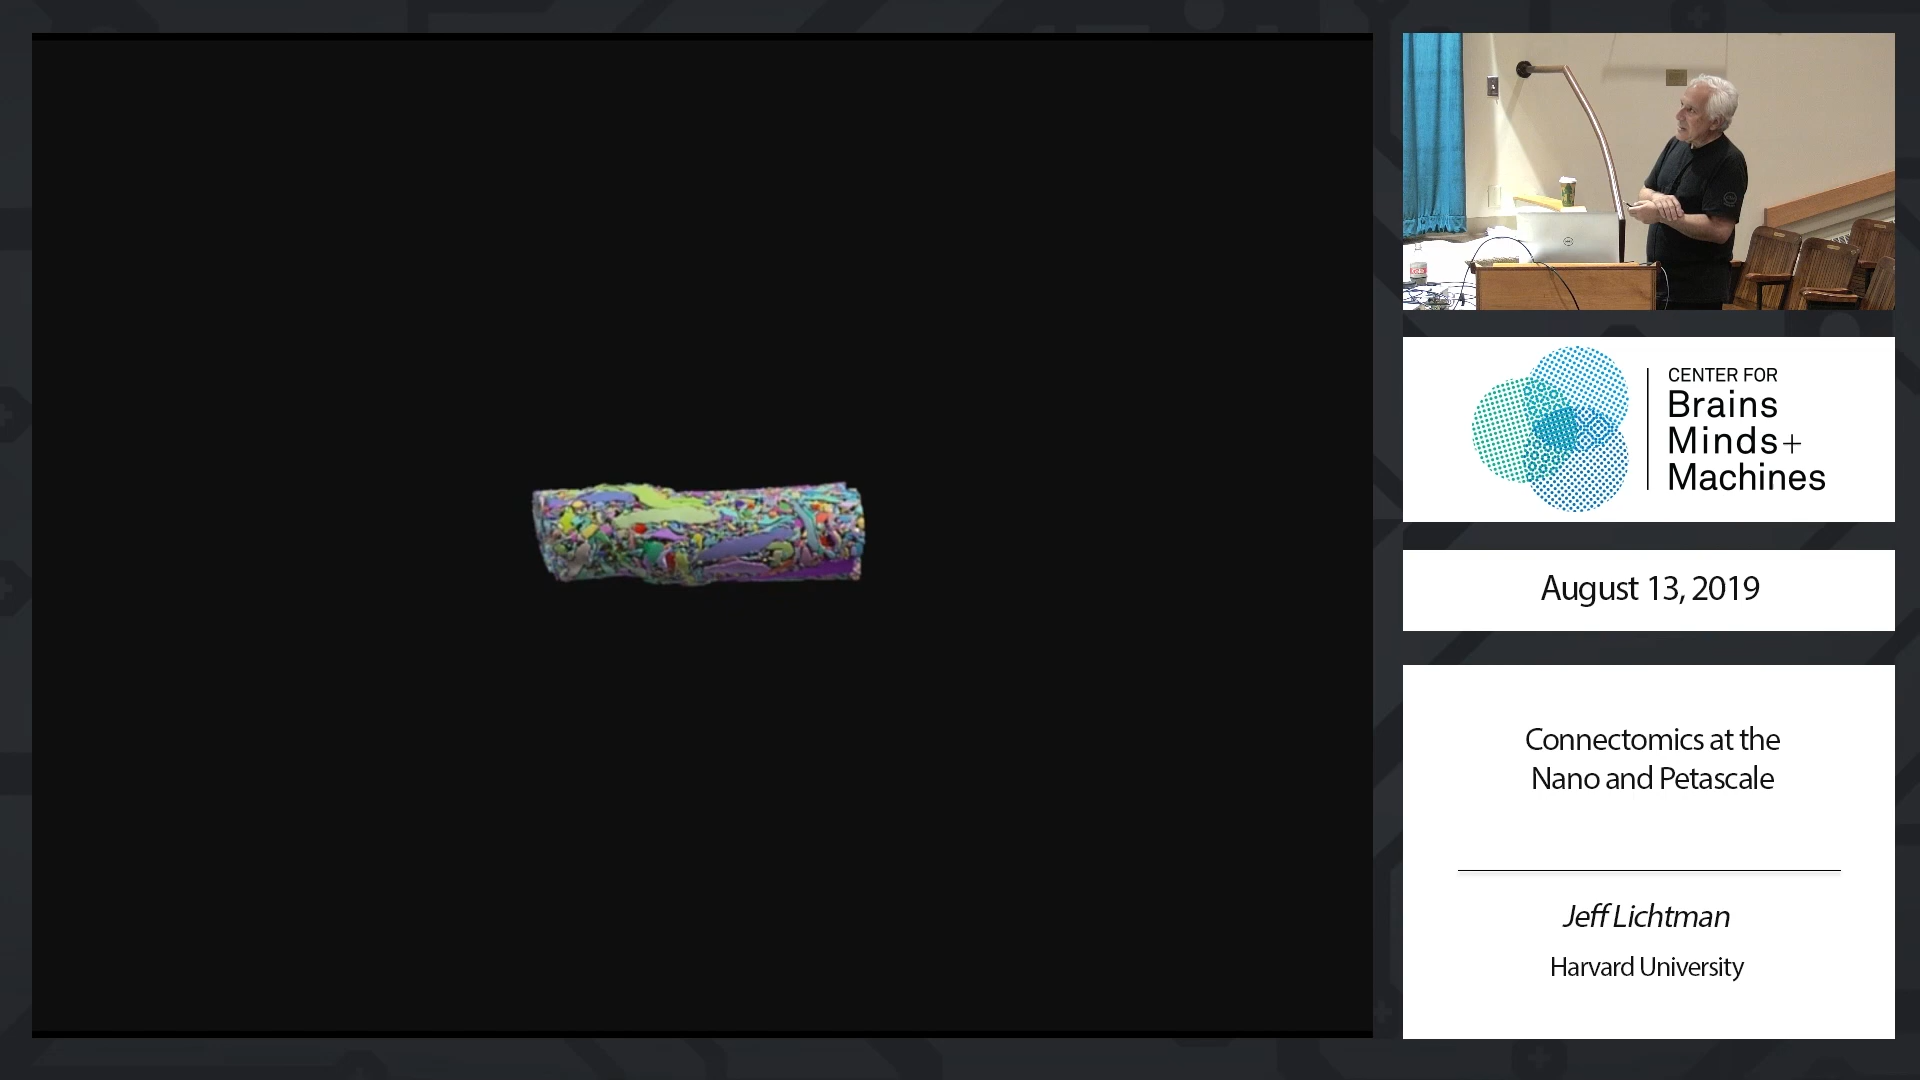 CENTER FOR
Brains
Minds+
Machines
August 13, 2019
Connectomics at the
Nano and Petascale
Jeff Lichtman
Harvard University